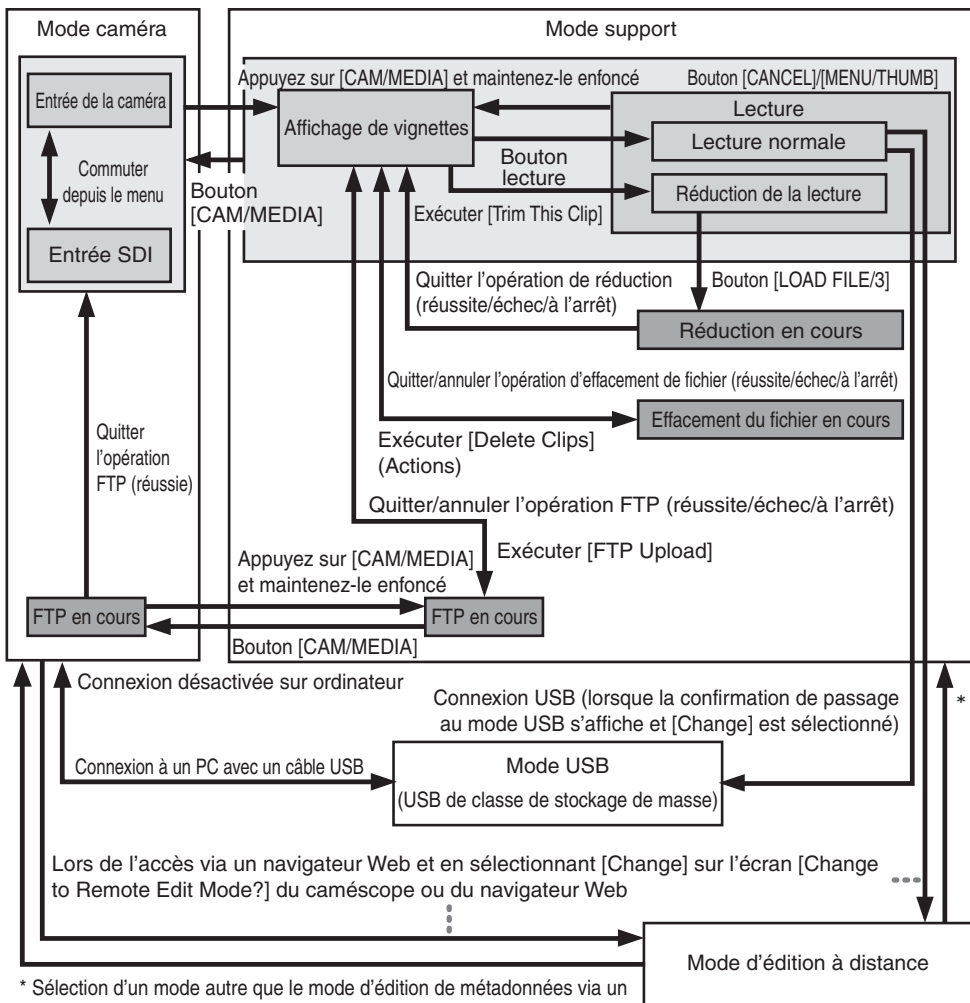 Mode caméra
Mode support
Appuyez sur [CAM/MEDIA] et maintenez-le enfoncé
Bouton [CANCEL]/[MENU/THUMB]
Entrée de la caméra
Affichage de vignettes
Lecture
Lecture normale
Commuter
depuis le menu
Bouton
[CAM/MEDIA]
Bouton
lecture
Réduction de la lecture
Exécuter [Trim This Clip]
Entrée SDI
Quitter l’opération de réduction
(réussite/échec/à l’arrêt)
Bouton [LOAD FILE/3]
Réduction en cours
Quitter/annuler l’opération d’effacement de fichier (réussite/échec/à l’arrêt)
Effacement du fichier en cours
Quitter
l’opération
FTP (réussie)
Exécuter [Delete Clips]
(Actions)
Quitter/annuler l’opération FTP (réussite/échec/à l’arrêt)
Exécuter [FTP Upload]
Appuyez sur [CAM/MEDIA]
et maintenez-le enfoncé
FTP en cours
FTP en cours
Bouton [CAM/MEDIA]
Connexion désactivée sur ordinateur
Connexion USB (lorsque la confirmation de passage
au mode USB s’affiche et [Change] est sélectionné)
*
Connexion à un PC avec un câble USB
Mode USB
(USB de classe de stockage de masse)
Lors de l’accès via un navigateur Web et en sélectionnant [Change] sur l’écran [Change
to Remote Edit Mode?] du caméscope ou du navigateur Web
Mode d'édition à distance
* Sélection d’un mode autre que le mode d’édition de métadonnées via un